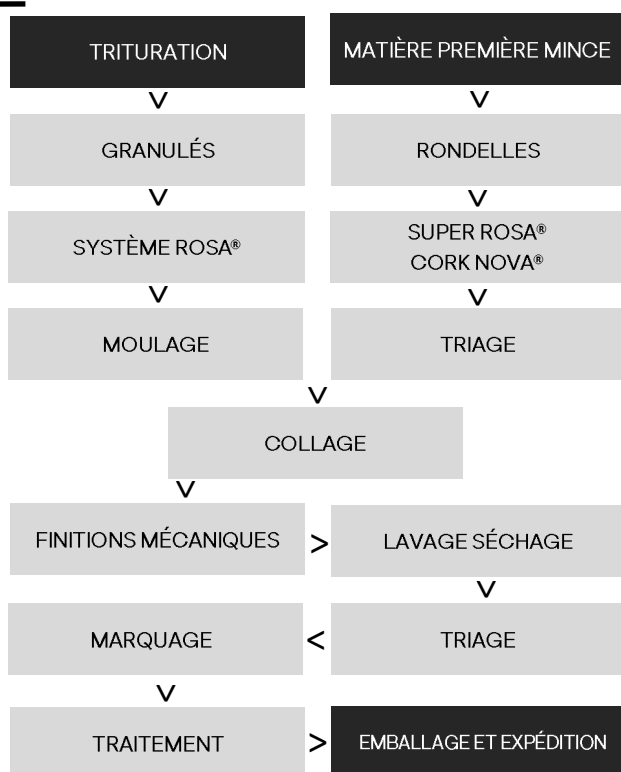 TRITURATION
MATIÈRE PREMIÈRE MINCE
GRANULÉS
RONDELLES
SYSTÈME ROSA®
SUPER ROSA®
CORK NOVA®
MOULAGE
TRIAGE
COLLAGE
FINITIONS MÉCANIQUES
>
LAVAGE SÉCHAGE
MARQUAGE
<
TRIAGE
TRAITEMENT
>
EMBALLAGE ET EXPÉDITION